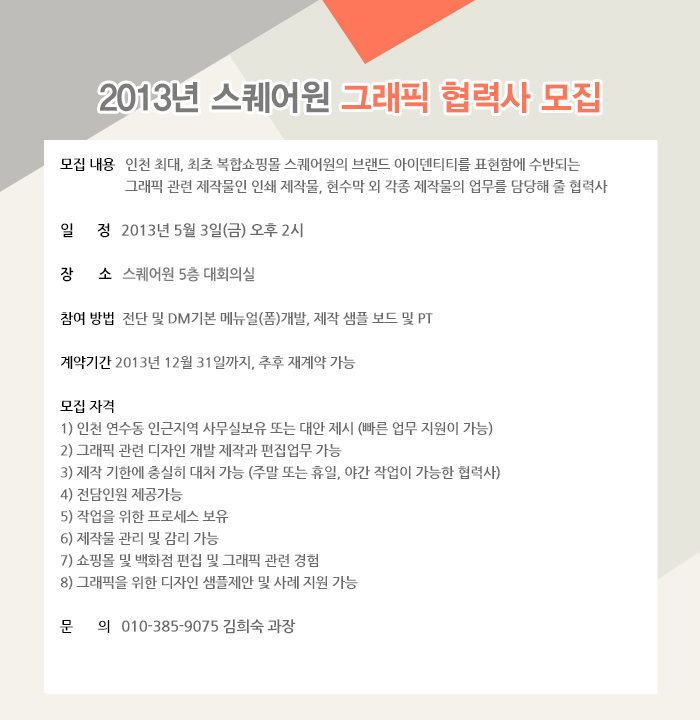 2013년 스퀘어원 그래픽 협력사 모집
모집 내용 인천 최대, 최초 복합쇼핑몰 스퀘어원의 브랜드 아이덴티티를 표현함에 수반되는
그래픽 관련 제작물인 인쇄 제작물, 현수막 외 각종 제작물의 업무를 담당해 줄 협력사
일 정 2013년 5월 3일(금) 오후 2시
장 소 스퀘어원 5층 대회의실
참여 방법 전단 및 DM기본 메뉴얼(폼)개발, 제작 샘플 보드 및 PT
계약기간 2013년 12월 31일까지, 추후 재계약 가능
모집 자격
1) 인천 연수동 인근지역 사무실보유 또는 대안 제시 (빠른 업무 지원이 가능)
2) 그래픽 관련 디자인 개발 제작과 편집업무 가능
3) 제작 기한에 충실히 대처 가능 (주말 또는 휴일, 야간 작업이 가능한 협력사)
4) 전담인원 제공가능
5) 작업을 위한 프로세스 보유
6) 제작물 관리 및 감리 가능
7) 쇼핑몰 및 백화점 편집 및 그래픽 관련 경험
8) 그래픽을 위한 디자인 샘플제안 및 사례 지원 가능
문 의 010-385-9075 김희숙 과장